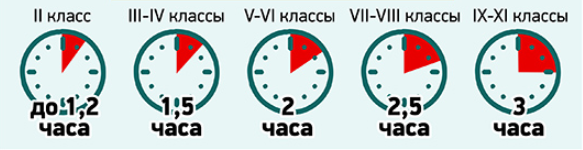 II класс
до 1,2
часа
III-IV классы
1,5
часа
V-VI классы
2
часа
VII-VIII классы
2,5
часа
IX-XI классы
3
часа